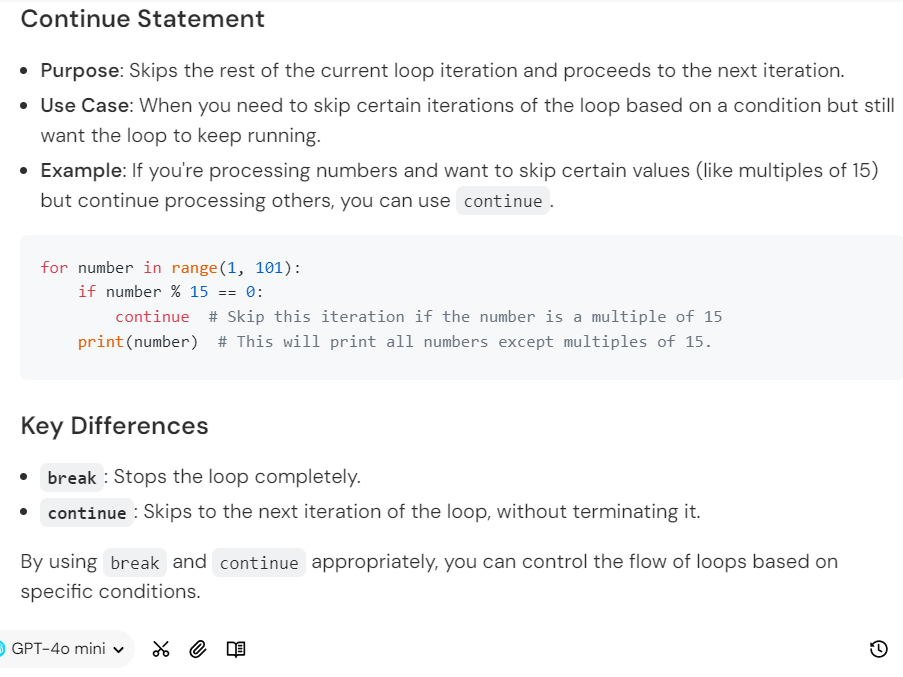 Continue Statement
Purpose: Skips the rest of the current loop iteration and proceeds to the next iteration.
Use Case: When you need to skip certain iterations of the loop based on a condition but still
want the loop to keep running.
Example: If you're processing numbers and want to skip certain values (like multiples of 15)
but continue processing others, you can use continue.
for number in range(1, 101):
    if number % 15 == 0:
        continue  # Skip this iteration if the number is a multiple of 15
    print(number)  # This will print all numbers except multiples of 15.
Key Differences
break: Stops the loop completely.
continue: Skips to the next iteration of the loop, without terminating it.
By using break and continue appropriately, you can control the flow of loops based on
specific conditions.
GPT-4o mini